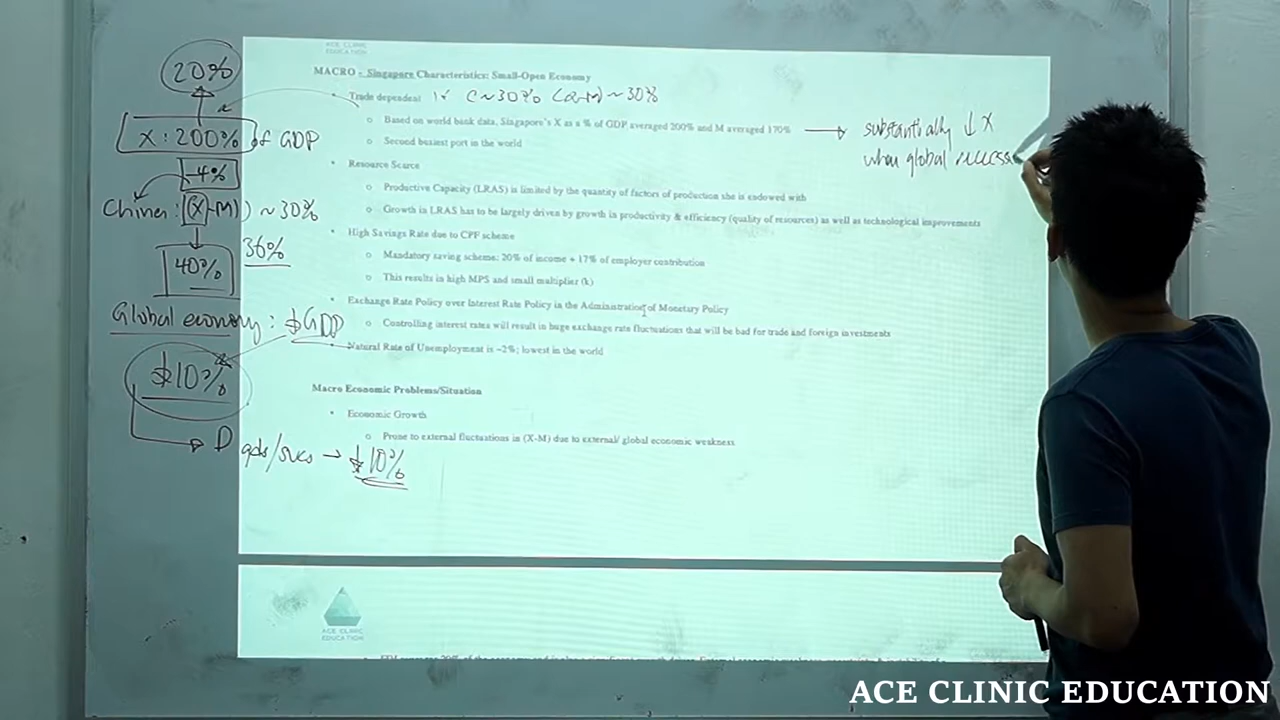 ACE CLINIC
EDUCATION
MACRO - Singapore Characteristics: Small-Open Economy
Trade dependent C ~ 30% (X-M) ~ 30%
Based on world bank data, Singapore's X as a % of GDP averaged 200% and M averaged 170% → substantially ↓ X
when global recess
Second busiest port in the world
Resource Scarce
Productive Capacity (LRAS) is limited by the quantity of factors of production she is endowed with
Growth in LRAS has to be largely driven by growth in productivity & efficiency (quality of resources) as well as technological improvements
High Savings Rate due to CPF scheme
Mandatory saving scheme: 20% of income + 17% of employer contribution
This results in high MPS and small multiplier (k)
Exchange Rate Policy over Interest Rate Policy in the Administration of Monetary Policy
Controlling interest rates will result in huge exchange rate fluctuations that will be bad for trade and foreign investments
Natural Rate of Unemployment is ~2%; lowest in the world
Macro Economic Problems/Situation
Economic Growth
Prone to external fluctuations in (X-M) due to external/ global economic weakness
20%
X: 200% of GDP
-4%
China: (X-M) ~ 30%
36%
40%
Global economy: ↓GDP
↓10%
D gds/svcs → ↓10%
ACE CLINIC
EDUCATION
ACE CLINIC EDUCATION